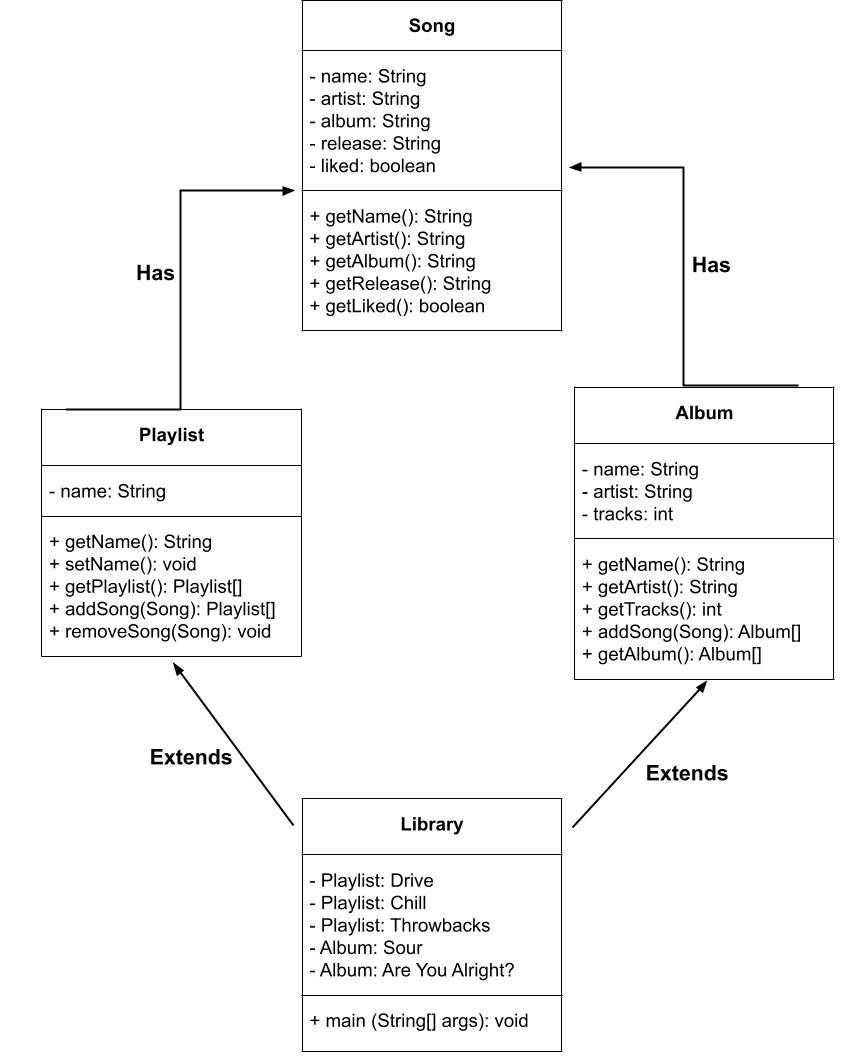 Song
- name: String
- artist: String
- album: String
- release: String
- liked: boolean
+ getName(): String
+ getArtist(): String
+ getAlbum(): String
+ getRelease(): String
+ getLiked(): boolean
Has
Has
Playlist
- name: String
+ getName(): String
+ setName(): void
+ getPlaylist(): Playlist[]
+ addSong(Song): Playlist[]
+ removeSong(Song): void
Album
- name: String
- artist: String
- tracks: int
+ getName(): String
+ getArtist(): String
+ getTracks(): int
+ addSong(Song): Album[]
+ getAlbum(): Album[]
Extends
Extends
Library
- Playlist: Drive
- Playlist: Chill
- Playlist: Throwbacks
- Album: Sour
- Album: Are You Alright?
+ main (String[] args): void